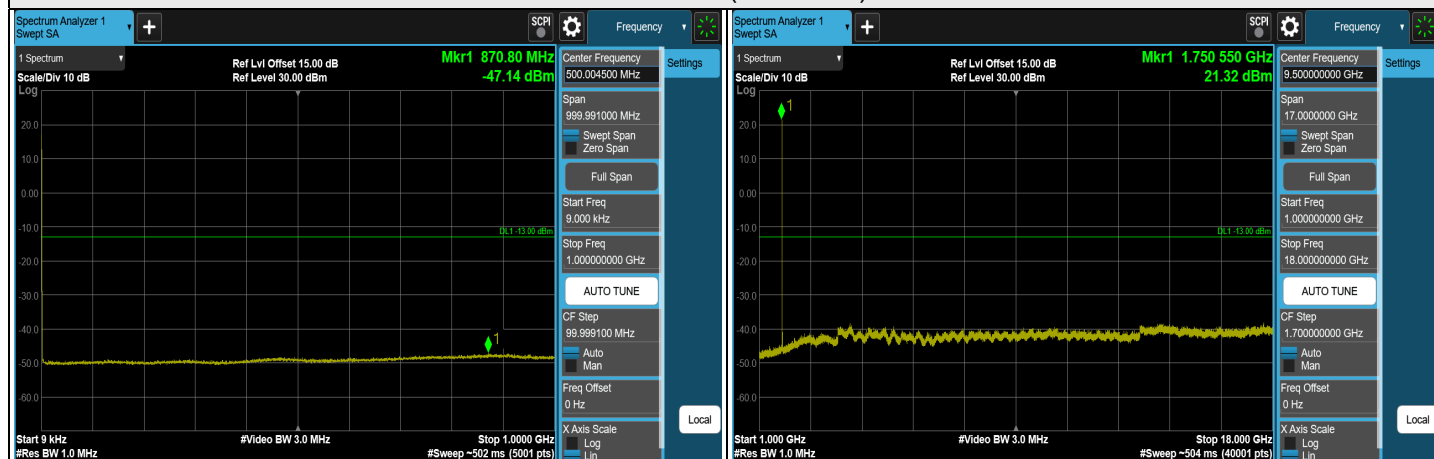 Spectrum Analyzer 1
Swept SA
+
SCPI
Frequency
1 Spectrum
Scale/Div 10 dB
Log
Ref Lvl Offset 15.00 dB
Ref Level 30.00 dBm
Mkr1 870.80 MHz
-47.14 dBm
1
20.0
10.0
0.00
-10.0
-20.0
-30.0
-40.0
-50.0
-60.0
DL1 -13.00 dBm
Start 9 kHz
#Res BW 1.0 MHz
#Video BW 3.0 MHz
Stop 1.0000 GHz
#Sweep ~502 ms (5001 pts)
Center Frequency
500.004500 MHz
Settings
Span
999.991000 MHz
Swept Span
Zero Span
Full Span
Start Freq
9.000 kHz
Stop Freq
1.000000000 GHz
AUTO TUNE
CF Step
99.999100 MHz
Auto
Man
Freq Offset
0 Hz
X Axis Scale
Log
Lin
Local
Spectrum Analyzer 1
Swept SA
+
SCPI
Frequency
1 Spectrum
Scale/Div 10 dB
Log
Ref Lvl Offset 15.00 dB
Ref Level 30.00 dBm
Mkr1 1.750 550 GHz
21.32 dBm
1
20.0
10.0
0.00
-10.0
-20.0
-30.0
-40.0
-50.0
-60.0
DL1 -13.00 dBm
Start 1.000 GHz
#Res BW 1.0 MHz
#Video BW 3.0 MHz
Stop 18.000 GHz
#Sweep ~504 ms (40001 pts)
Center Frequency
9.500000000 GHz
Settings
Span
17.0000000 GHz
Swept Span
Zero Span
Full Span
Start Freq
1.000000000 GHz
Stop Freq
18.000000000 GHz
AUTO TUNE
CF Step
1.700000000 GHz
Auto
Man
Freq Offset
0 Hz
X Axis Scale
Log
Lin
Local